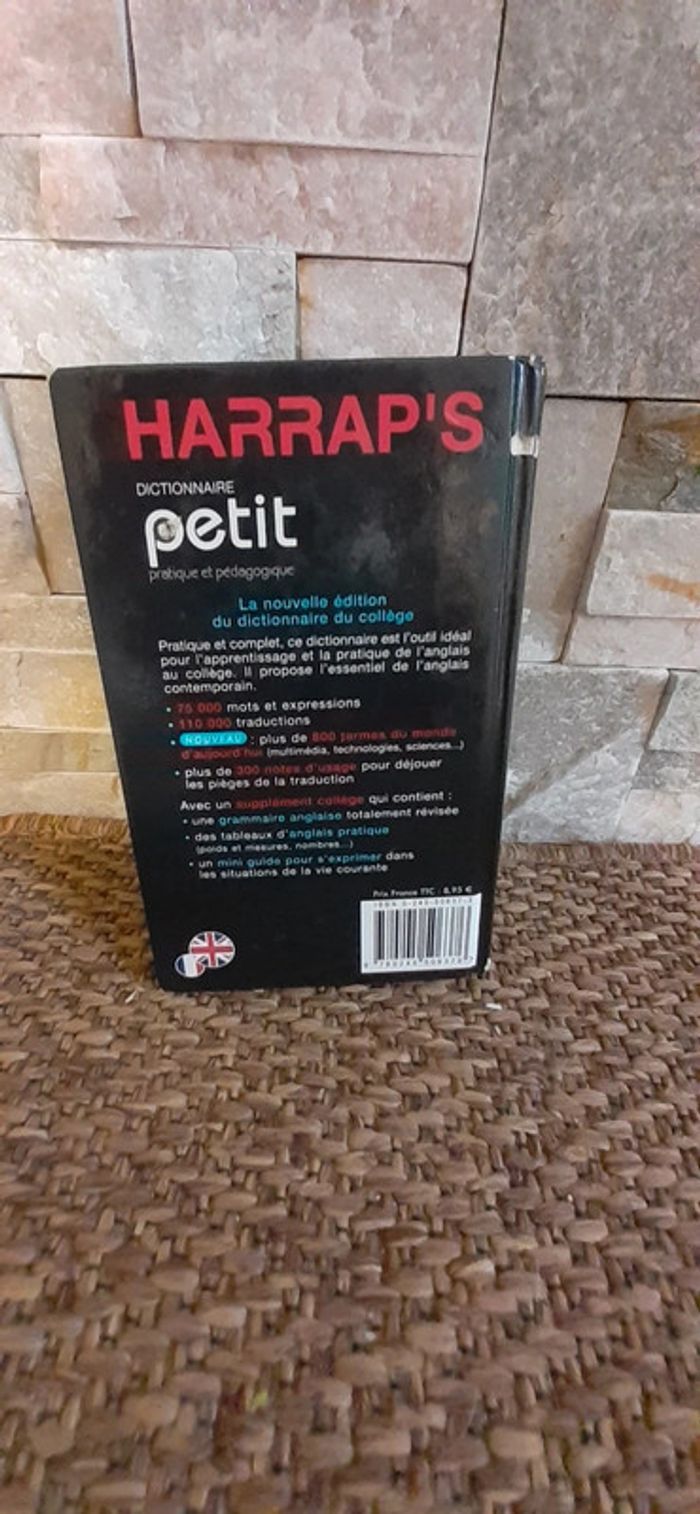 HARRAP'S
DICTIONNAIRE
petit
pratique et pédagogique
La nouvelle édition
du dictionnaire du collège
Pratique et complet, ce dictionnaire est l'outil idéal
pour l'apprentissage et la pratique de l'anglais
au collège. Il propose l'essentiel de l'anglais
contemporain.
• 75 000 mots et expressions
• 110 000 traductions
• NOUVEAU : plus de 800 termes du monde
d'aujourd'hui (multimédia, technologies, sciences...)
• plus de 300 notes d'usage pour déjouer
les pièges de la traduction
Avec un supplément collège qui contient :
• une grammaire anglaise totalement révisée
• des tableaux d'anglais pratique
(poids et mesures, nombres...)
• un mini guide pour s'exprimer dans
les situations de la vie courante
Prix France TTC : 8,95 €
ISBN